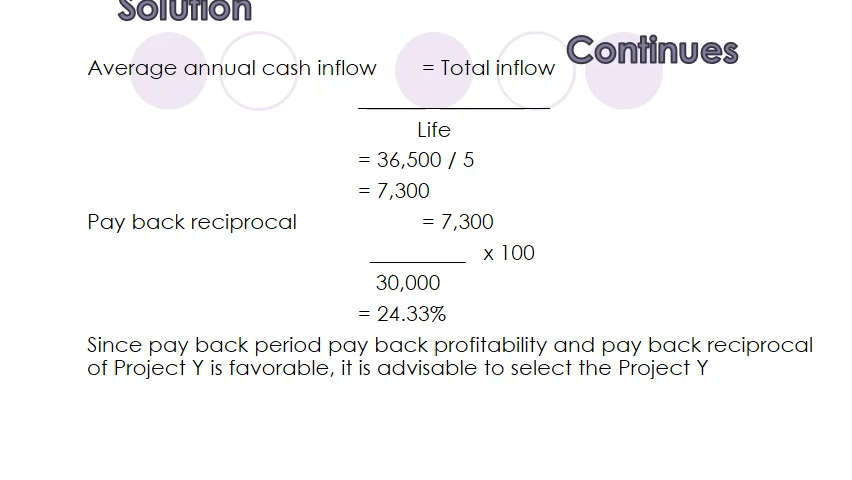 Solution
Continues
Average annual cash inflow = Total inflow
Life
= 36,500 / 5
= 7,300
Pay back reciprocal = 7,300
x 100
30,000
= 24.33%
Since pay back period pay back profitability and pay back reciprocal
of Project Y is favorable, it is advisable to select the Project Y